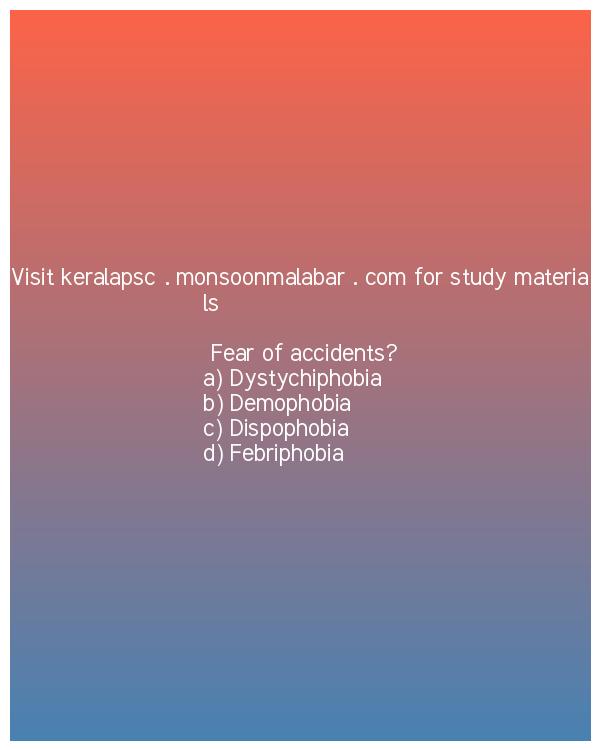 Visit keralapsc . monsoonmalabar . com for study materia
ls
Fear of accidents?
a) Dystychiphobia
b) Demophobia
c) Dispophobia
d) Febriphobia